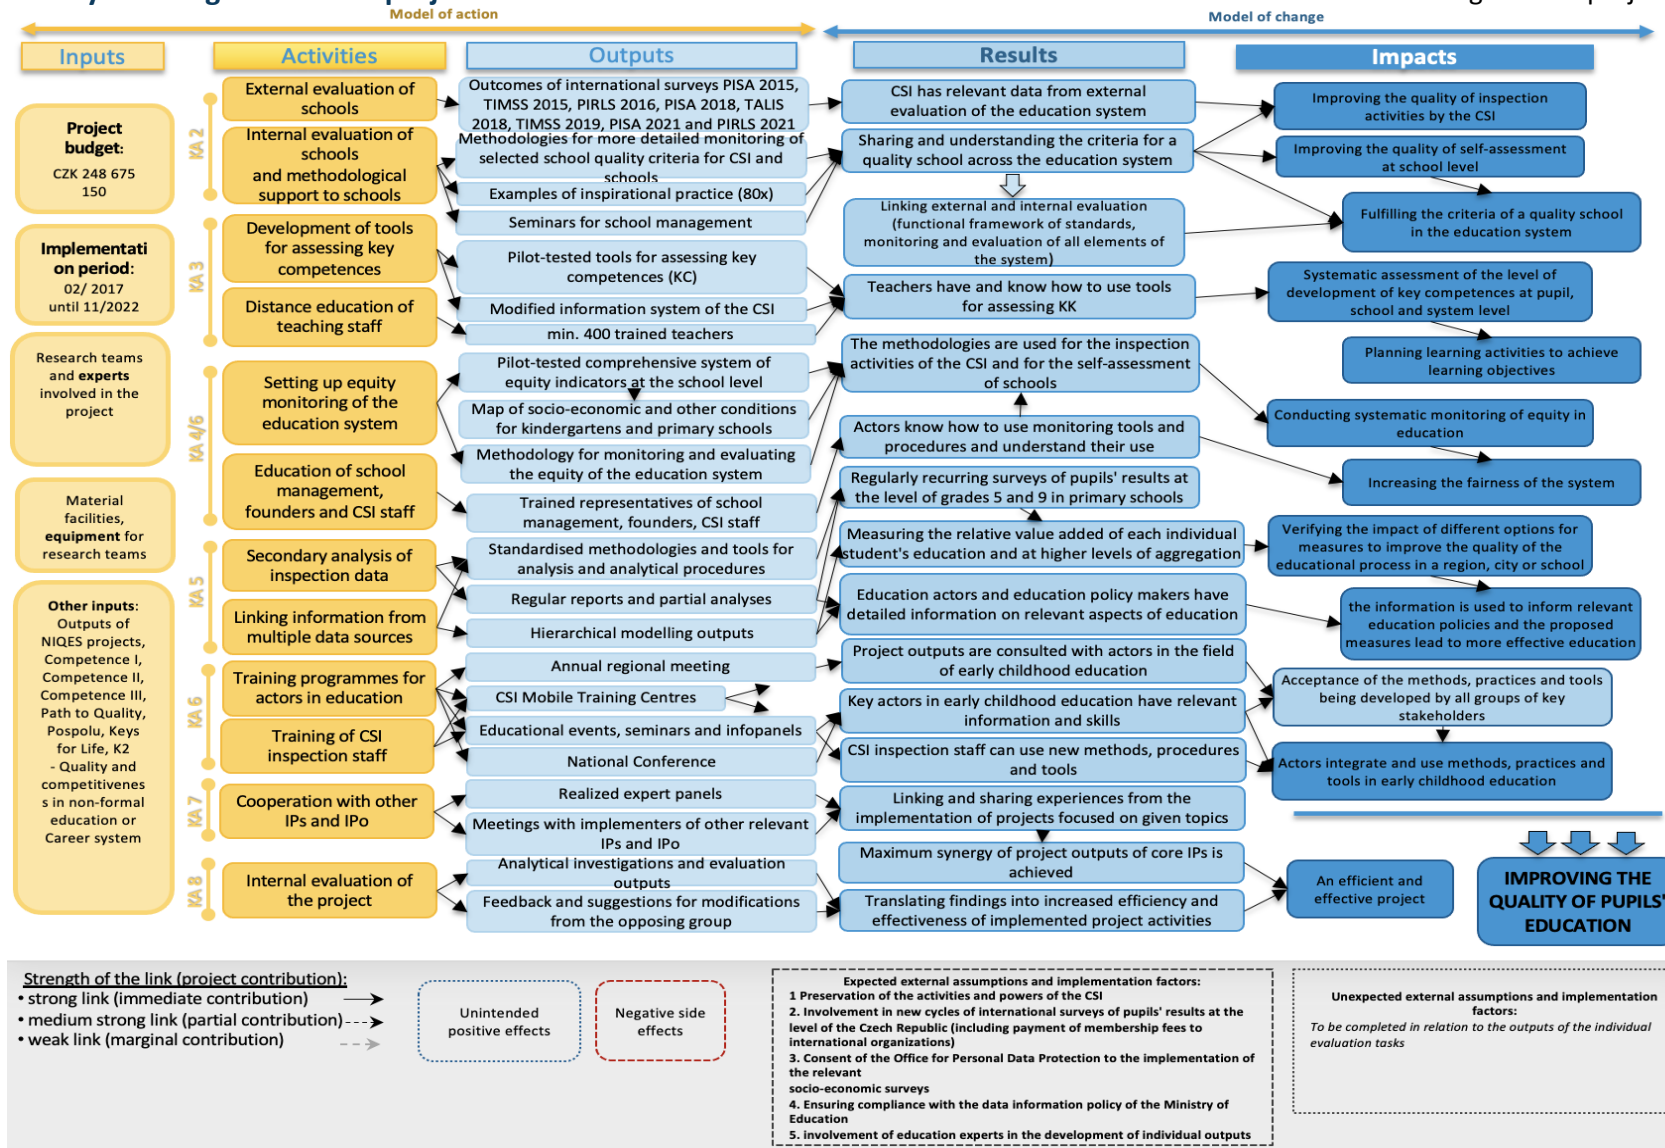 Model of action
Model of change
Inputs
Activities
Outputs
Results
Impacts
Project
budget:
CZK 248 675
150
Implementati
on period:
02/ 2017
until 11/2022
Research teams
and experts
involved in the
project
Material
facilities,
equipment for
research teams
Other inputs:
Outputs of
NIQES projects,
Competence I,
Competence II,
Competence III,
Path to Quality,
Pospolu, Keys
for Life, K2
- Quality and
competitivenes
s in non-formal
education or
Career system
KA 2
KA 3
KA 4/6
KA 5
KA 6
KA 7
KA 8
External evaluation of
schools
Internal evaluation of
schools
and methodological
support to schools
Development of tools
for assessing key
competences
Distance education of
teaching staff
Setting up equity
monitoring of the
education system
Education of school
management,
founders and CSI staff
Secondary analysis of
inspection data
Linking information from
multiple data sources
Training programmes for
actors in education
Training of CSI
inspection staff
Cooperation with other
IPs and IPo
Internal evaluation of
the project
Outcomes of international surveys PISA 2015,
TIMSS 2015, PIRLS 2016, PISA 2018, TALIS
2018, TIMSS 2019, PISA 2021 and PIRLS 2021
Methodologies for more detailed monitoring of
selected school quality criteria for CSI and
schools
Examples of inspirational practice (80x)
Seminars for school management
Pilot-tested tools for assessing key
competences (KC)
Modified information system of the CSI
min. 400 trained teachers
Pilot-tested comprehensive system of
equity indicators at the school level
Map of socio-economic and other conditions
for kindergartens and primary schools
Methodology for monitoring and evaluating
the equity of the education system
Trained representatives of school
management, founders, CSI staff
Standardised methodologies and tools for
analysis and analytical procedures
Regular reports and partial analyses
Hierarchical modelling outputs
Annual regional meeting
CSI Mobile Training Centres
Educational events, seminars and infopanels
National Conference
Realized expert panels
Meetings with implementers of other relevant
IPs and IPo
Analytical investigations and evaluation
outputs
Feedback and suggestions for modifications
from the opposing group
CSI has relevant data from external
evaluation of the education system
Sharing and understanding the criteria for a
quality school across the education system
Linking external and internal evaluation
(functional framework of standards,
monitoring and evaluation of all elements of
the system)
Teachers have and know how to use tools
for assessing KK
The methodologies are used for the inspection
activities of the CSI and for the self-assessment
of schools
Actors know how to use monitoring tools and
procedures and understand their use
Regularly recurring surveys of pupils' results at
the level of grades 5 and 9 in primary schools
Measuring the relative value added of each individual
student's education and at higher levels of aggregation
Education actors and education policy makers have
detailed information on relevant aspects of education
Project outputs are consulted with actors in the field
of early childhood education
Key actors in early childhood education have relevant
information and skills
CSI inspection staff can use new methods, procedures
and tools
Linking and sharing experiences from the
implementation of projects focused on given topics
Maximum synergy of project outputs of core IPs is
achieved
Translating findings into increased efficiency and
effectiveness of implemented project activities
Improving the quality of inspection
activities by the CSI
Improving the quality of self-assessment
at school level
Fulfilling the criteria of a quality school
in the education system
Systematic assessment of the level of
development of key competences at pupil,
school and system level
Planning learning activities to achieve
learning objectives
Conducting systematic monitoring of equity in
education
Increasing the fairness of the system
Verifying the impact of different options for
measures to improve the quality of the
educational process in a region, city or school
the information is used to inform relevant
education policies and the proposed
measures lead to more effective education
Acceptance of the methods, practices and tools
being developed by all groups of key
stakeholders
Actors integrate and use methods, practices and
tools in early childhood education
An efficient and
effective project
IMPROVING THE
QUALITY OF PUPILS'
EDUCATION
Strength of the link (project contribution):
• strong link (immediate contribution)
• medium strong link (partial contribution)
• weak link (marginal contribution)
Unintended
positive effects
Negative side
effects
Expected external assumptions and implementation factors:
1 Preservation of the activities and powers of the CSI
2. Involvement in new cycles of international surveys of pupils' results at the
level of the Czech Republic (including payment of membership fees to
international organizations)
3. Consent of the Office for Personal Data Protection to the implementation of
the relevant
socio-economic surveys
4. Ensuring compliance with the data information policy of the Ministry of
Education
5. involvement of education experts in the development of individual outputs
Unexpected external assumptions and implementation
factors:
To be completed in relation to the outputs of the individual
evaluation tasks